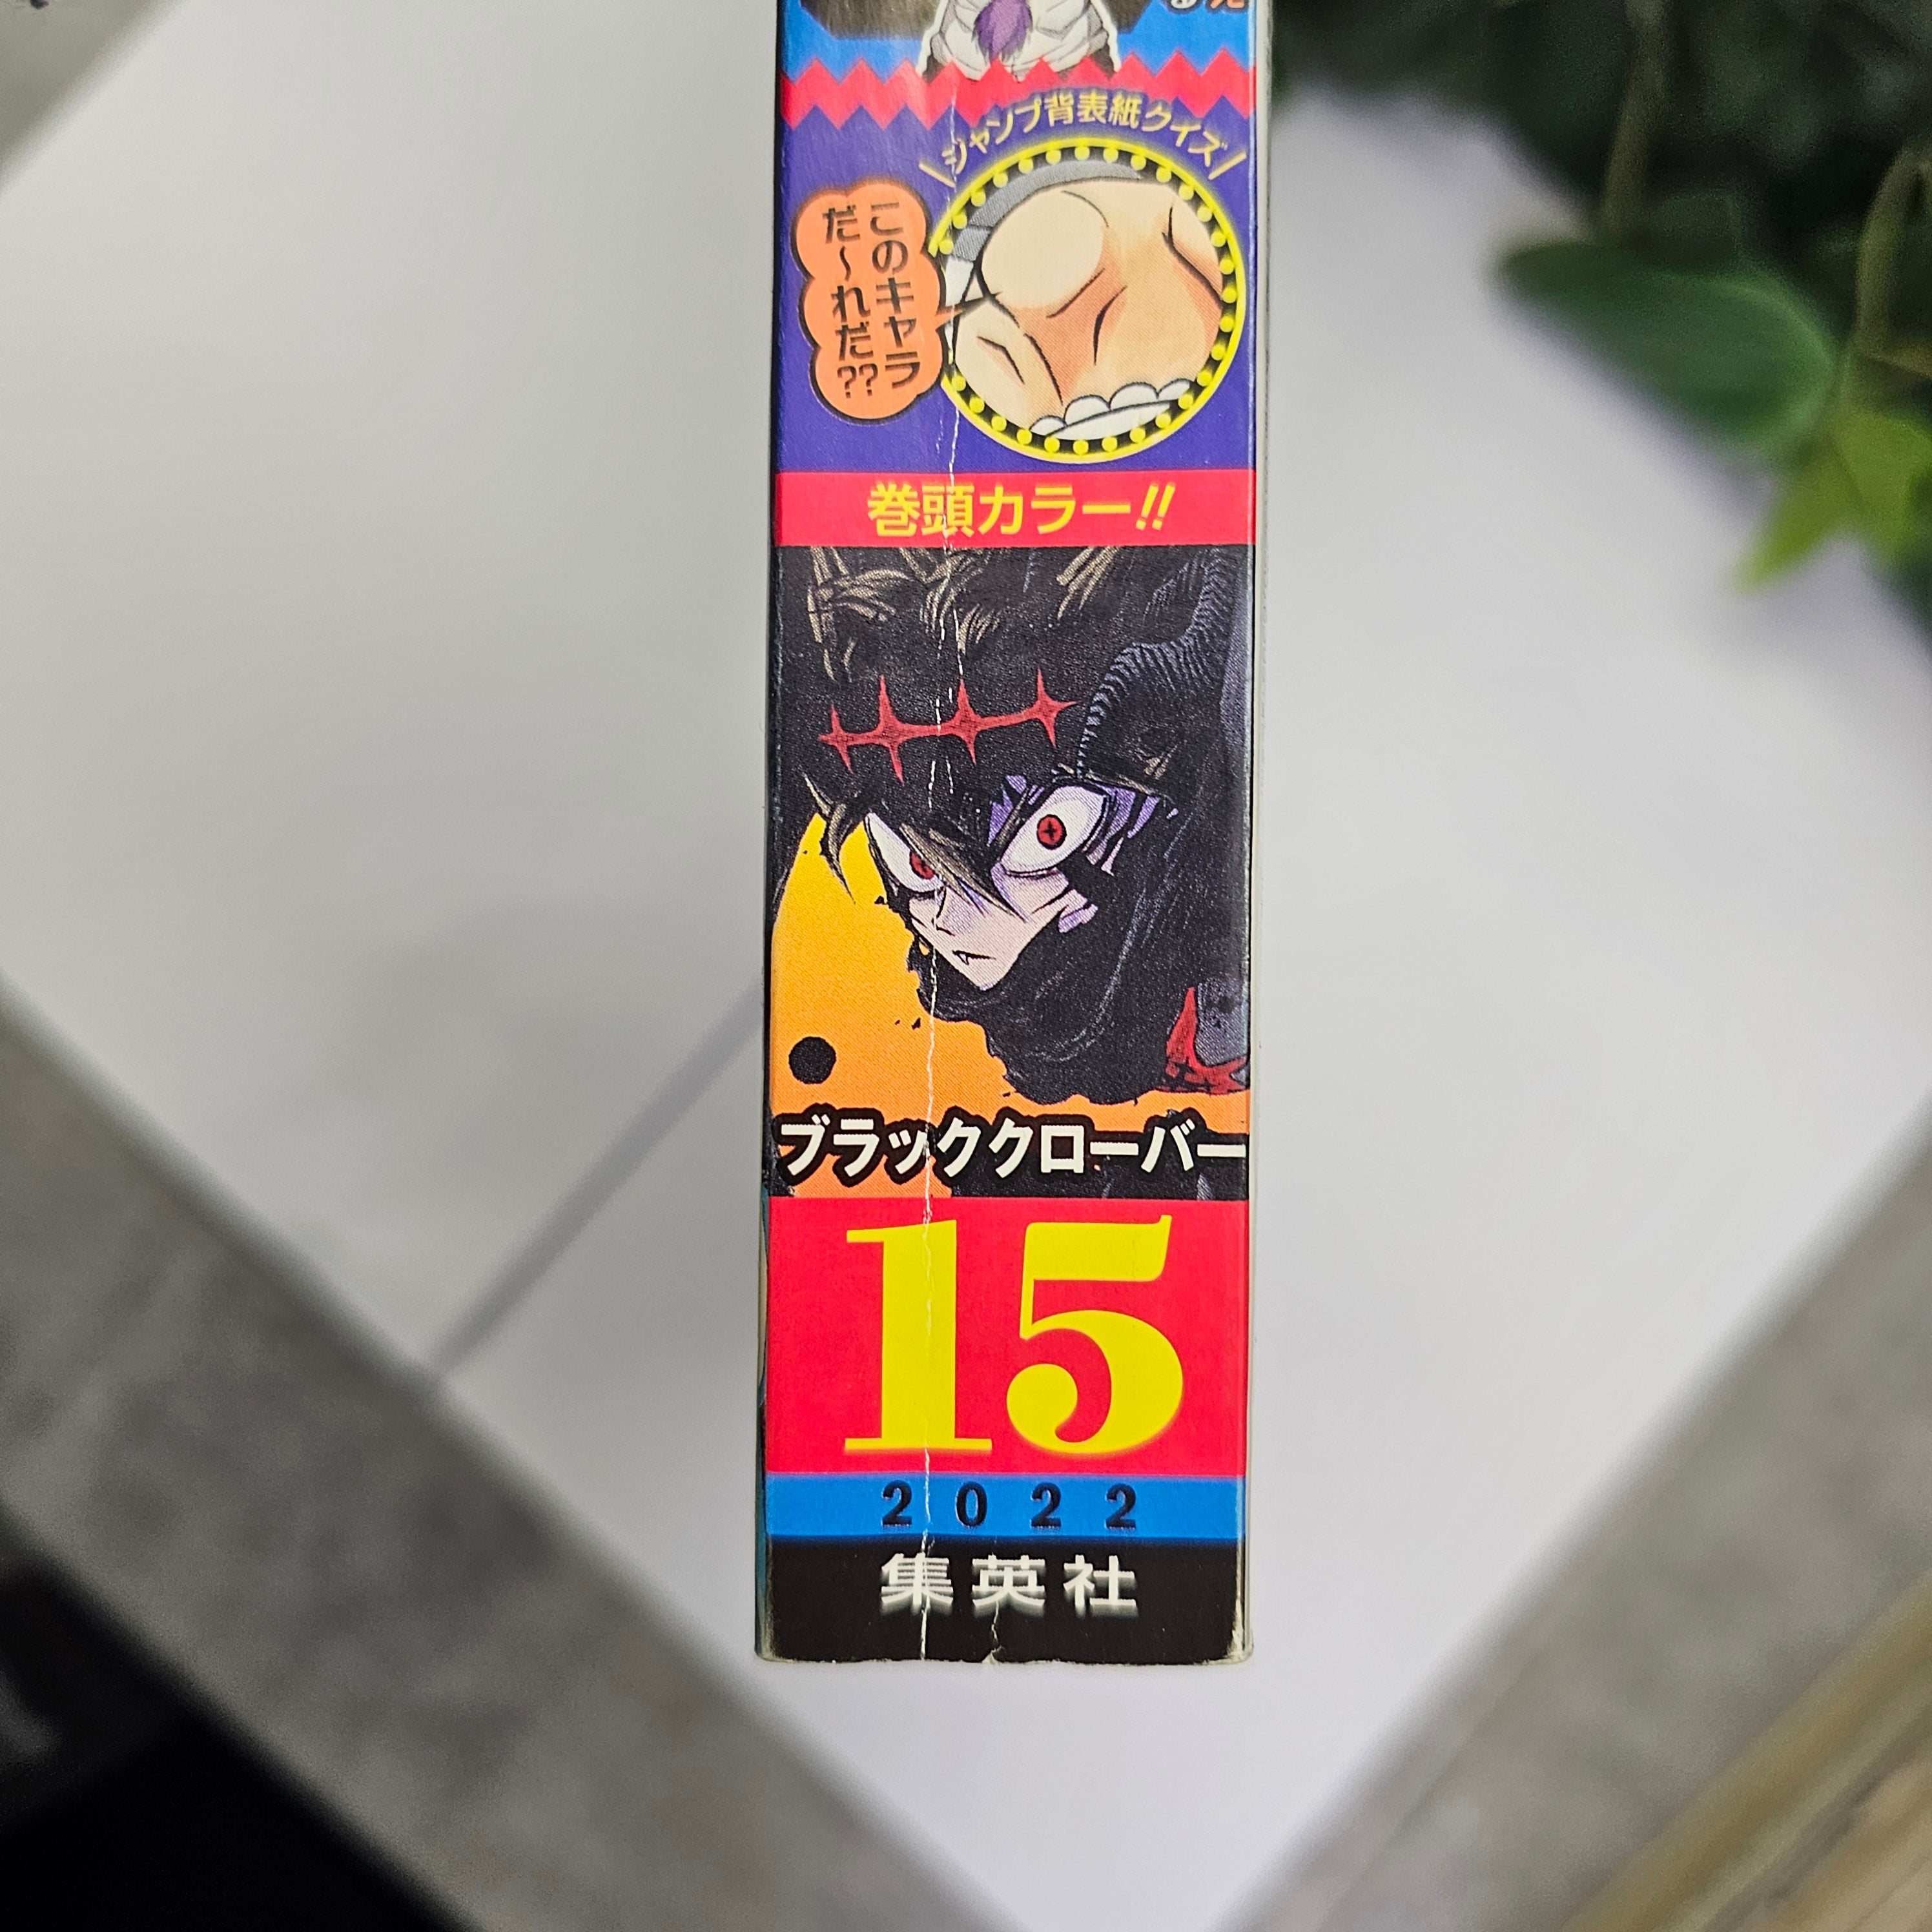 ジャンプ背表紙クイズ
このキャラ
だ〜れだ??
巻頭カラー!!
ブラッククローバー
15
2022
集英社